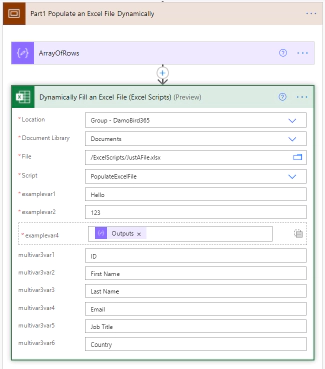 Part1 Populate an Excel File Dynamically
ArrayOfRows
Dynamically Fill an Excel File (Excel Scripts) (Preview)
* Location
Group - DamoBird365
* Document Library
Documents
* File
/ExcelScripts/JustAFile.xlsx
* Script
PopulateExcelFile
* examplevar1
Hello
* examplevar2
123
* examplevar4
Outputs ×
multivar3var1
ID
multivar3var2
First Name
multivar3var3
Last Name
multivar3var4
Email
multivar3var5
Job Title
multivar3var6
Country